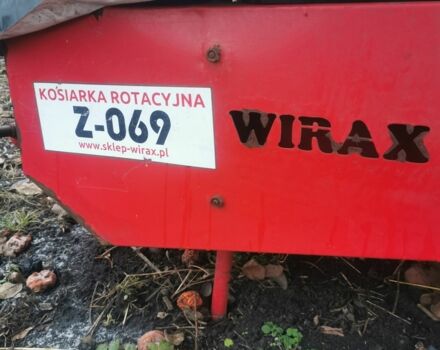 KOSIARKA ROTACYJNA
Z-069
www.sklep-wirax.pl
WIRAX